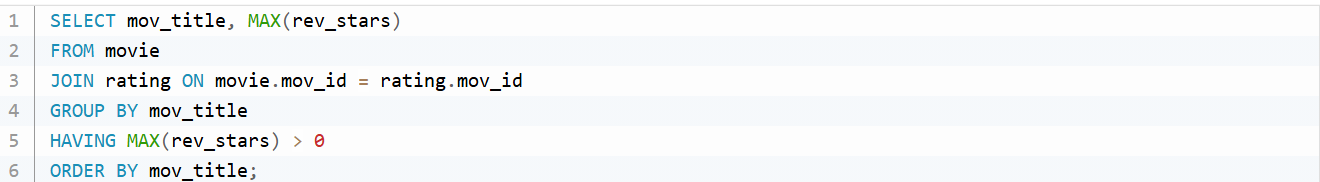 1 SELECT mov_title, MAX(rev_stars)
2 FROM movie
3 JOIN rating ON movie.mov_id = rating.mov_id
4 GROUP BY mov_title
5 HAVING MAX(rev_stars) > 0
6 ORDER BY mov_title;